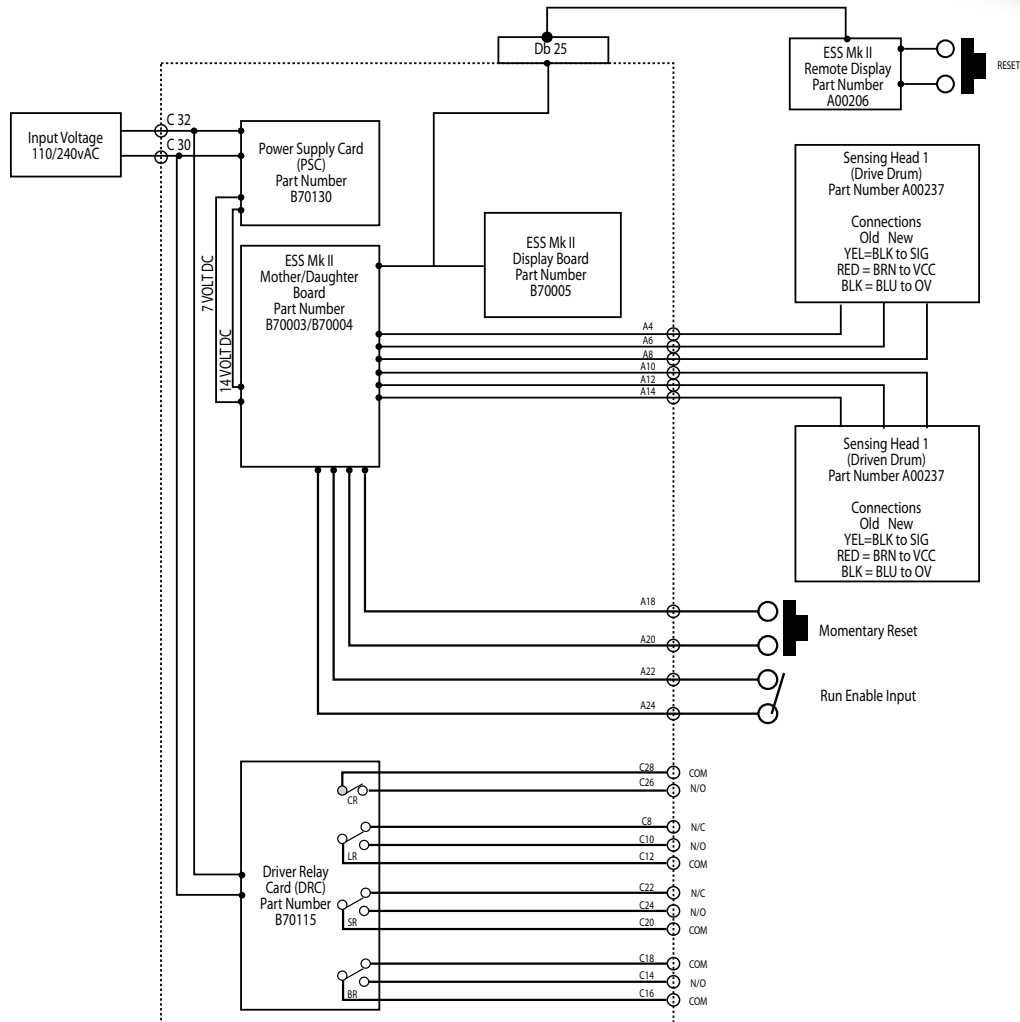 Db 25
ESS Mk II
Remote Display
Part Number
A00206
RESET
Input Voltage
110/240vAC
C 32
C 30
Power Supply Card
(PSC)
Part Number
B70130
7 VOLT DC
14 VOLT DC
ESS Mk II
Mother/Daughter
Board
Part Number
B70003/B70004
ESS Mk II
Display Board
Part Number
B70005
Sensing Head 1
(Drive Drum)
Part Number A00237
Connections
Old New
YEL=BLK to SIG
RED = BRN to VCC
BLK = BLU to OV
A4
A6
A8
A10
A12
A14
Sensing Head 1
(Driven Drum)
Part Number A00237
Connections
Old New
YEL=BLK to SIG
RED = BRN to VCC
BLK = BLU to OV
A18
A20
Momentary Reset
A22
A24
Run Enable Input
Driver Relay
Card (DRC)
Part Number
B70115
CR
C28 COM
C26 N/O
LR
C8 N/C
C10 N/O
C12 COM
SR
C22 N/C
C24 N/O
C20 COM
BR
C18 COM
C14 N/O
C16 COM